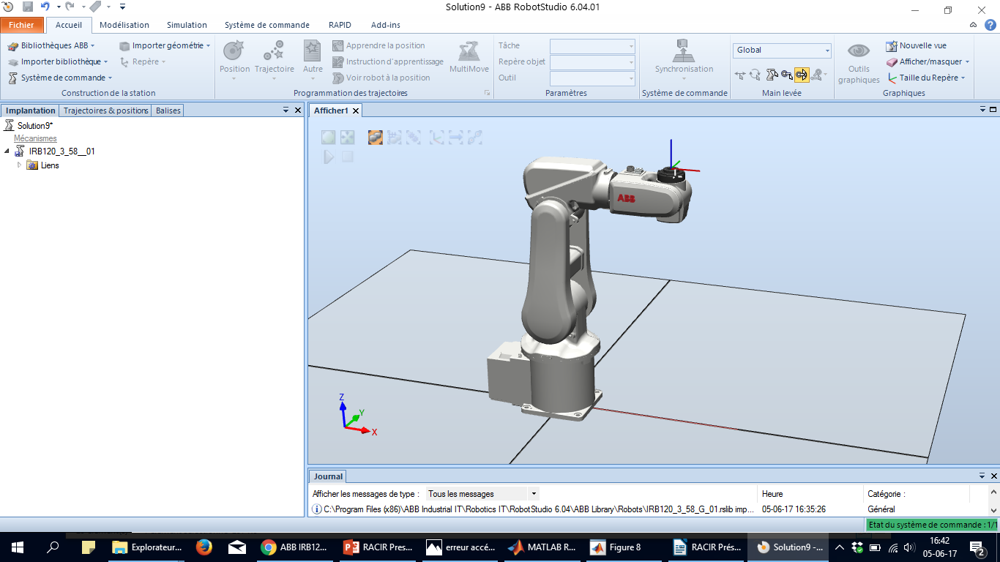 Solution9 - ABB RobotStudio 6.04.01
Fichier Accueil Modélisation Simulation Système de commande RAPID Add-ins
Bibliothèques ABB
Importer bibliothèque
Système de commande
Importer géométrie
Repère
Construction de la station
Position
Trajectoire
Autre
Apprendre la position
Instruction d'apprentissage
Voir robot à la position
MultiMove
Programmation des trajectoires
Tâche
Repère objet
Outil
Paramètres
Synchronisation
Système de commande
Global
Main levée
Outils
graphiques
Nouvelle vue
Afficher/masquer
Taille du Repère
Graphiques
Implantation Trajectoires & positions Balises
Solution9*
Mécanismes
IRB120_3_58__01
Liens
Afficher1
ABB
Z
Y
X
Journal
Afficher les messages de type : Tous les messages Heure Catégorie :
C:\Program Files (x86)\ABB Industrial IT\Robotics IT\RobotStudio 6.04\ABB Library\Robots\IRB120_3_58_G_01.rslib imp... 05-06-17 16:35:26 Général
Etat du système de commande : 1/1
Explorateur... ABB IRB12... RACIR Pres... erreur accé... MATLAB R... Figure 8 RACIR Prés... Solution9 -...
16:42
05-06-17
2